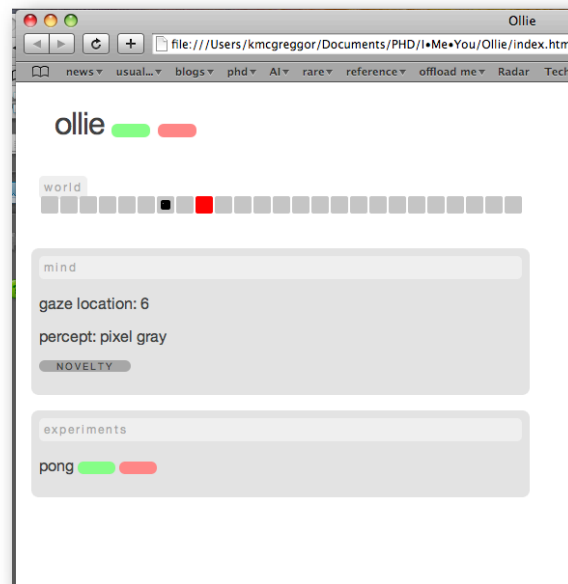 Ollie
file:///Users/kmcgreggor/Documents/PHD/I•Me•You/Ollie/index.htm
news usual... blogs phd AI rare reference offload me Radar Tech
ollie
world
mind
gaze location: 6
percept: pixel gray
NOVELTY
experiments
pong